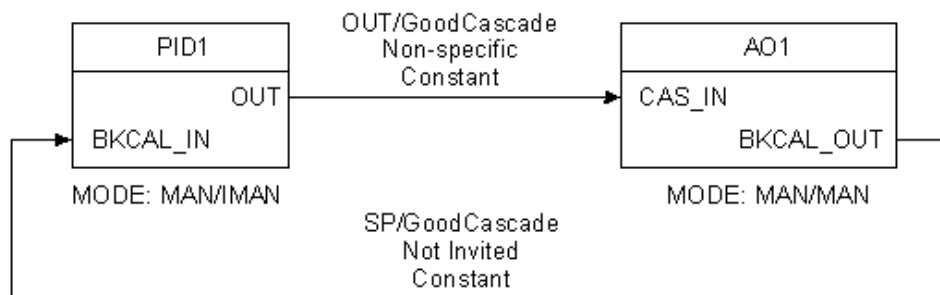 OUT/GoodCascade
Non-specific
Constant
PID1
OUT
BKCAL_IN
MODE: MAN/IMAN
AO1
CAS_IN
BKCAL_OUT
MODE: MAN/MAN
SP/GoodCascade
Not Invited
Constant